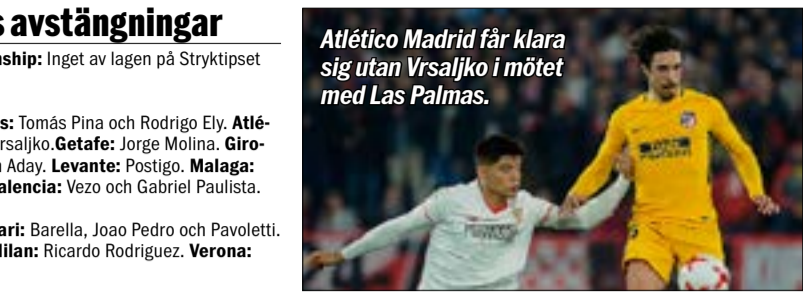 s avstängningar
nship: Inget av lagen på Stryktipset
s: Tomás Pina och Rodrigo Ely. Atlé-
rsaljko.Getafe: Jorge Molina. Giro-
Aday. Levante: Postigo. Malaga:
alencia: Vezo och Gabriel Paulista.
ari: Barella, Joao Pedro och Pavoletti.
ilan: Ricardo Rodriguez. Verona:
Atlético Madrid får klara
sig utan Vrsaljko i mötet
med Las Palmas.